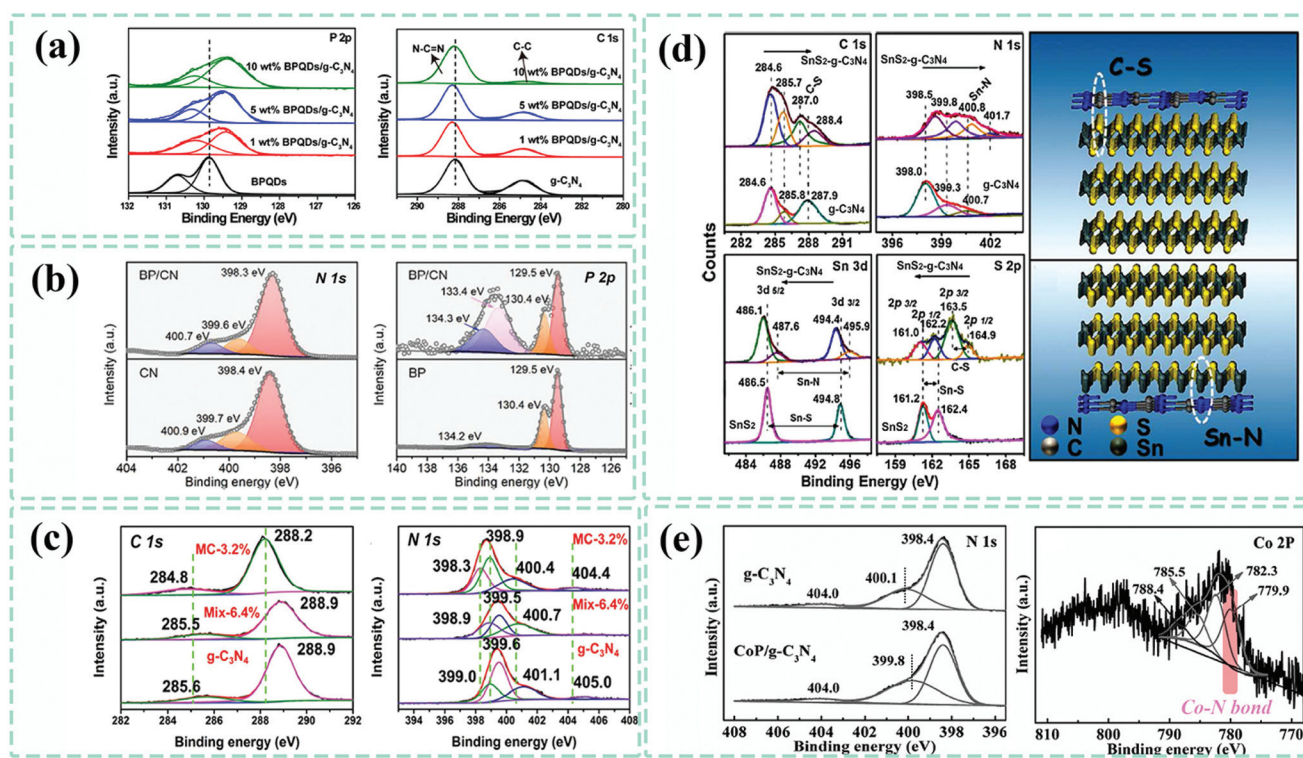 (a)
P 2p
10 wt% BPQDs/g-C₃N₄
5 wt% BPQDs/g-C₃N₄
1 wt% BPQDs/g-C₃N₄
BPQDs
Intensity (a.u.)
132 131 130 129 128 127 126
Binding Energy (eV)
C 1s
N-C=N
C-C
10 wt% BPQDs/g-C₃N₄
5 wt% BPQDs/g-C₃N₄
1 wt% BPQDs/g-C₃N₄
g-C₃N₄
Intensity (a.u.)
292 290 288 286 284 282 280
Binding Energy (eV)
(b)
BP/CN
N 1s
398.3 eV
399.6 eV
400.7 eV
CN
398.4 eV
399.7 eV
400.9 eV
Intensity (a.u.)
404 402 400 398 396
Binding energy (eV)
BP/CN
P 2p
129.5 eV
133.4 eV
130.4 eV
134.3 eV
BP
129.5 eV
130.4 eV
134.2 eV
Intensity (a.u.)
140 138 136 134 132 130 128 126
Binding energy (eV)
(c)
C 1s
288.2
MC-3.2%
284.8
Mix-6.4%
288.9
285.5
g-C₃N₄
288.9
285.6
Intensity (a.u.)
282 284 286 288 290 292
Binding energy (eV)
N 1s
398.9
MC-3.2%
398.3
400.4
404.4
399.5
Mix-6.4%
398.9
400.7
399.6
g-C₃N₄
399.0
401.1
405.0
Intensity (a.u.)
396 398 400 402 404 406 408
Binding energy (eV)
(d)
C 1s
SnS₂-g-C₃N₄
284.6
285.7
C-S
287.0
288.4
284.6
g-C₃N₄
285.8
287.9
282 285 288 291
N 1s
SnS₂-g-C₃N₄
Sn-N
398.5
399.8
400.8
401.7
398.0
g-C₃N₄
399.3
400.7
396 399 402
Counts
Sn 3d
SnS₂-g-C₃N₄
3d 5/2
3d 3/2
486.1
487.6
494.4
495.9
Sn-N
486.5
494.8
SnS₂
Sn-S
484 488 492 496
S 2p
SnS₂-g-C₃N₄
2p 3/2
2p 3/2
163.5
2p 1/2
2p 1/2
161.0
162.2
164.9
C-S
Sn-S
161.2
162.4
SnS₂
159 162 165 168
Binding Energy (eV)
C-S
Sn-N
N
S
C
Sn
(e)
N 1s
398.4
g-C₃N₄
400.1
404.0
398.4
CoP/g-C₃N₄
399.8
404.0
Intensity (a.u.)
408 406 404 402 400 398 396
Binding energy (eV)
Co 2P
785.5
782.3
788.4
779.9
Co-N bond
Intensity (a.u.)
810 800 790 780 770
Binding energy (eV)